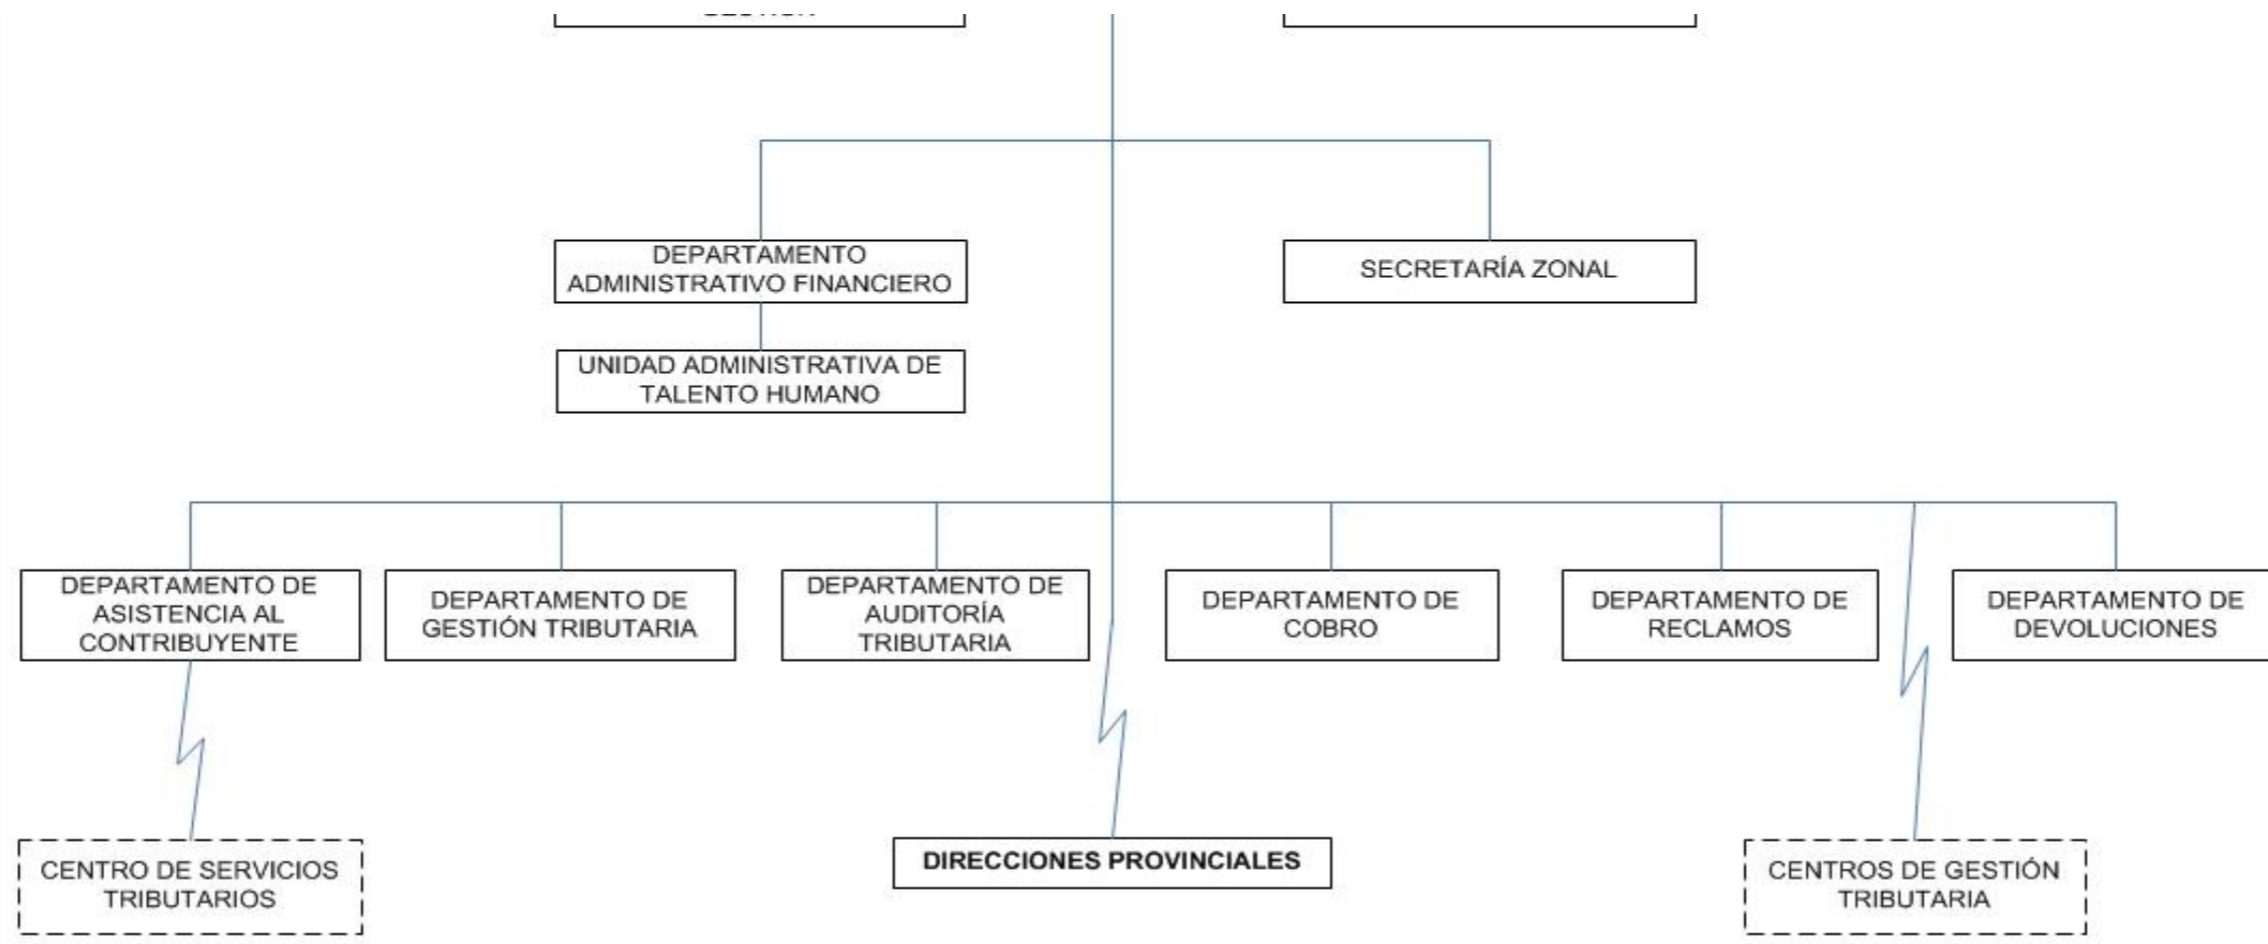 DEPARTAMENTO
ADMINISTRATIVO FINANCIERO
SECRETARÍA ZONAL
UNIDAD ADMINISTRATIVA DE
TALENTO HUMANO
DEPARTAMENTO DE
ASISTENCIA AL
CONTRIBUYENTE
DEPARTAMENTO DE
GESTIÓN TRIBUTARIA
DEPARTAMENTO DE
AUDITORÍA
TRIBUTARIA
DEPARTAMENTO DE
COBRO
DEPARTAMENTO DE
RECLAMOS
DEPARTAMENTO DE
DEVOLUCIONES
CENTRO DE SERVICIOS
TRIBUTARIOS
DIRECCIONES PROVINCIALES
CENTROS DE GESTIÓN
TRIBUTARIA